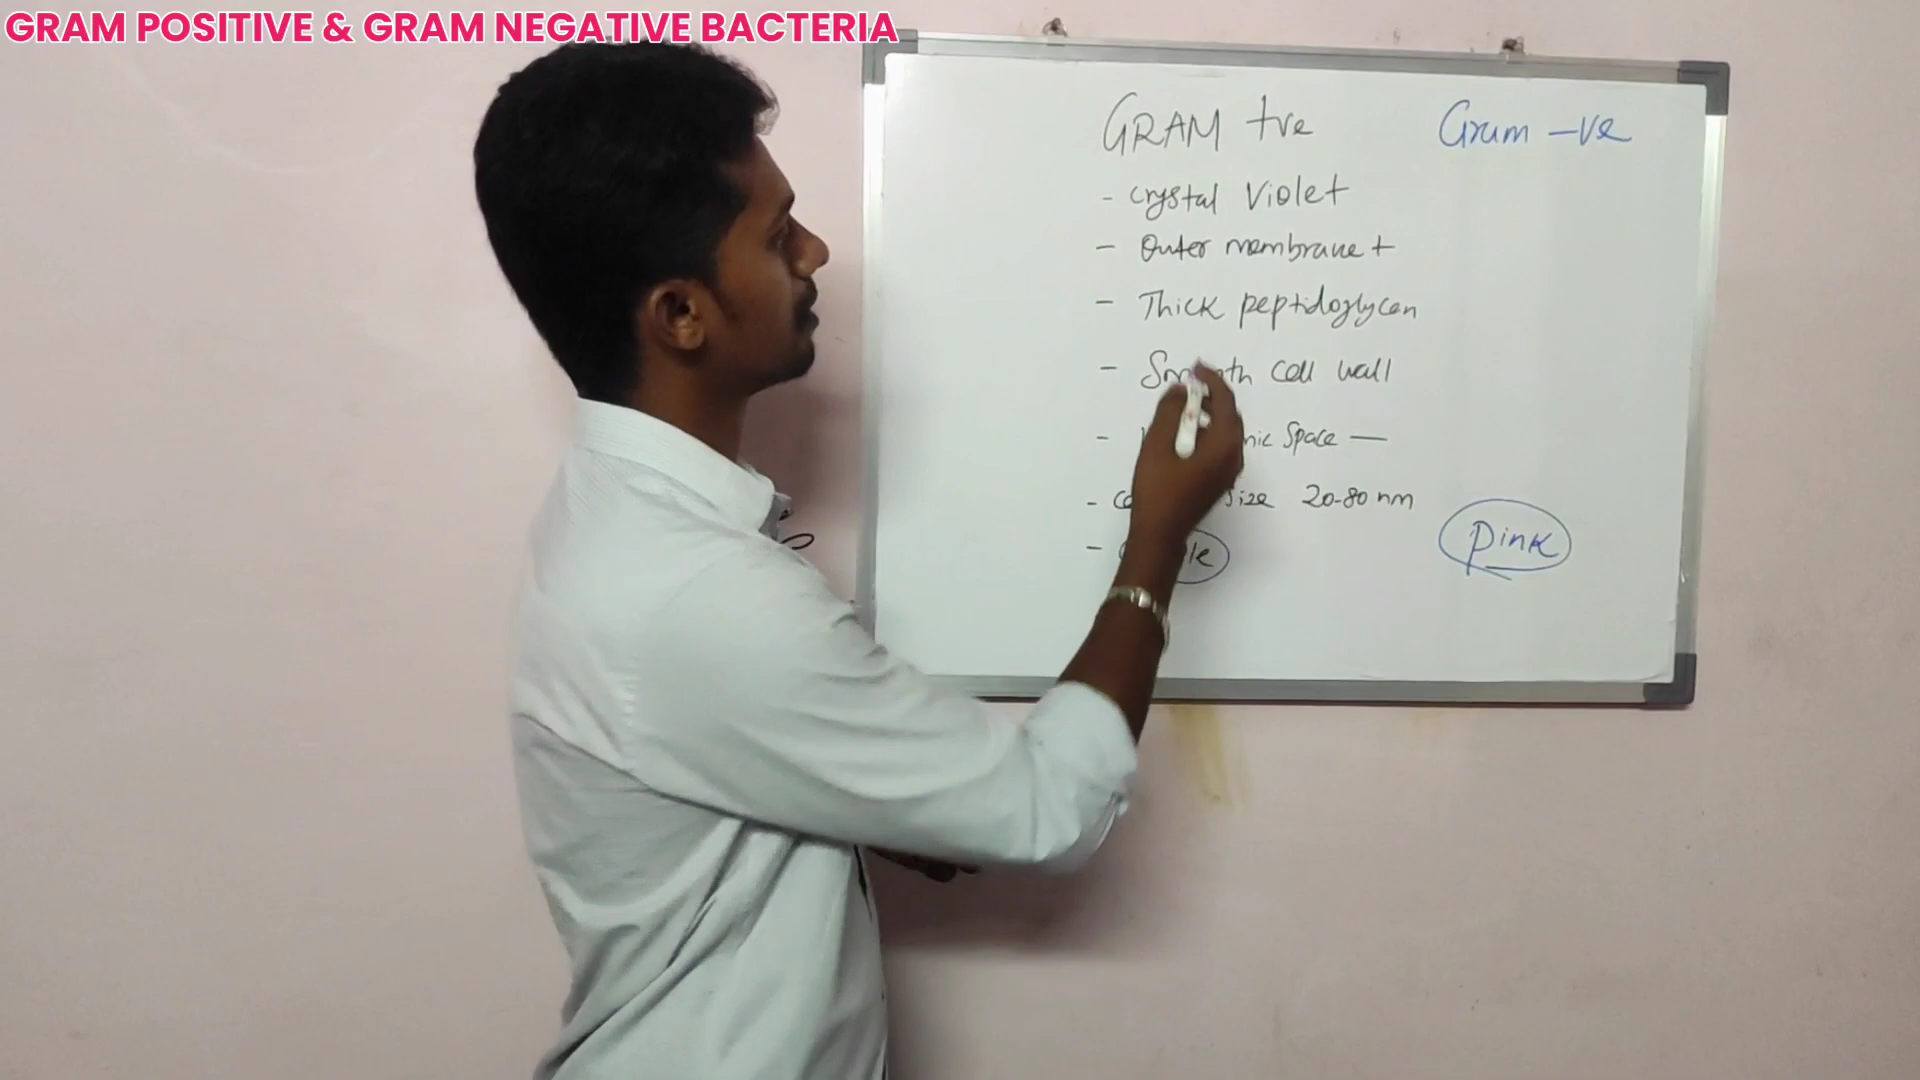 GRAM POSITIVE & GRAM NEGATIVE BACTERIA
GRAM +ve
Gram -ve
- Crystal Violet
- Outer membrane +
- Thick peptidoglycan
- Smooth cell wall
- Space —
- size 20-80 nm
-
Pink